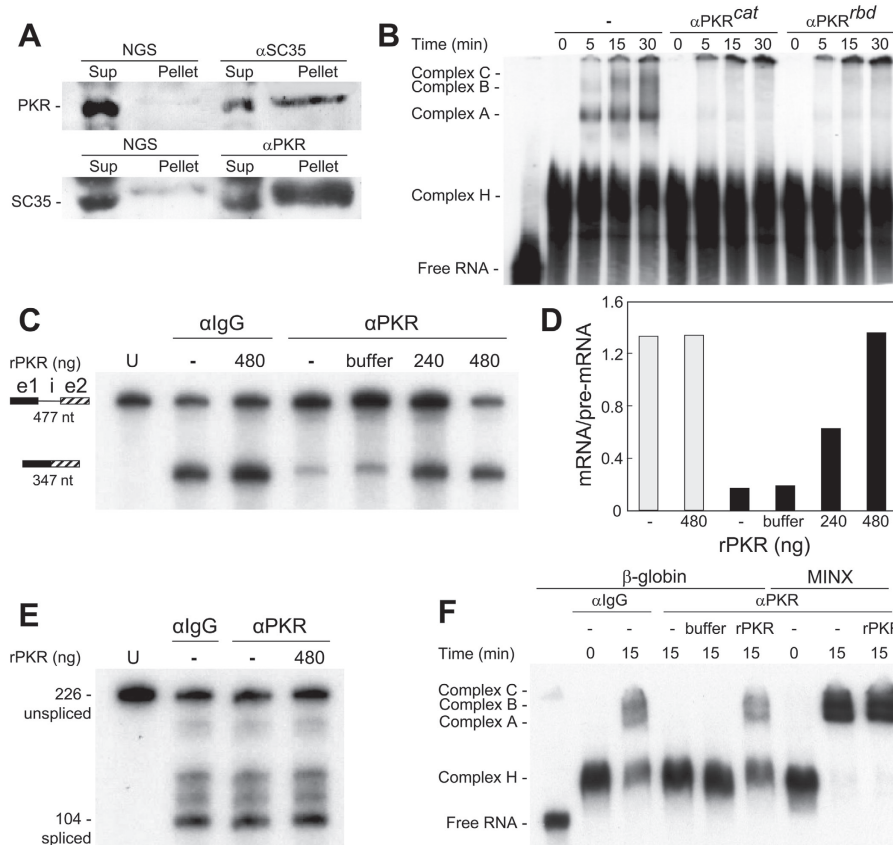 A
NGS αSC35
Sup Pellet Sup Pellet
PKR -
NGS αPKR
Sup Pellet Sup Pellet
SC35 -
B
- αPKRcat αPKRrbd
Time (min) 0 5 15 30 0 5 15 30 0 5 15 30
Complex C -
Complex B -
Complex A -
Complex H -
Free RNA -
C
αIgG αPKR
rPKR (ng) U - 480 - buffer 240 480
e1 i e2
477 nt
347 nt
D
mRNA/pre-mRNA
1.6
1.2
0.8
0.4
0
- 480 - buffer 240 480
rPKR (ng)
E
αIgG αPKR
rPKR (ng) U - - 480
226 -
unspliced
104 -
spliced
F
β-globin MINX
αIgG αPKR
- - - buffer rPKR - - rPKR
Time (min) 0 15 15 15 15 0 15 15
Complex C -
Complex B -
Complex A -
Complex H -
Free RNA -